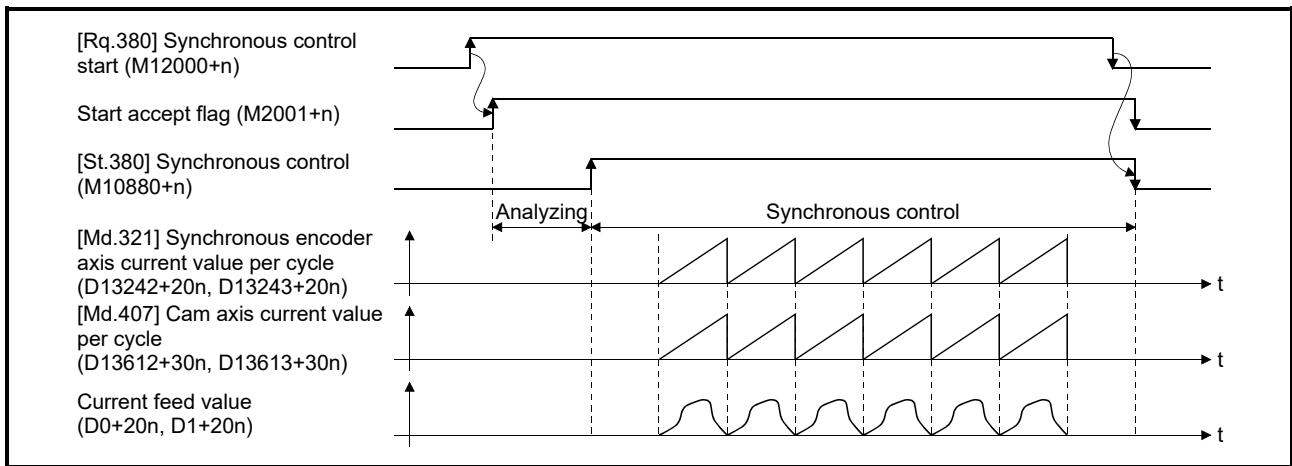 [Rq.380] Synchronous control
start (M12000+n)
Start accept flag (M2001+n)
[St.380] Synchronous control
(M10880+n)
Analyzing
Synchronous control
[Md.321] Synchronous encoder
axis current value per cycle
(D13242+20n, D13243+20n)
t
[Md.407] Cam axis current value
per cycle
(D13612+30n, D13613+30n)
t
Current feed value
(D0+20n, D1+20n)
t